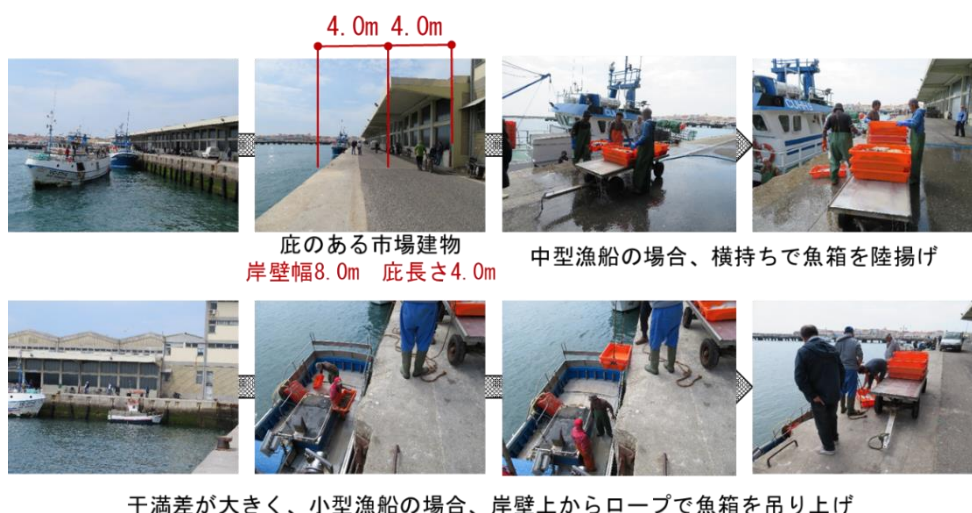 4.0m 4.0m
庇のある市場建物
岸壁幅8.0m 庇長さ4.0m
中型漁船の場合、横持ちで魚箱を陸揚げ
干満差が大きく、小型漁船の場合、岸壁上からロープで魚箱を吊り上げ